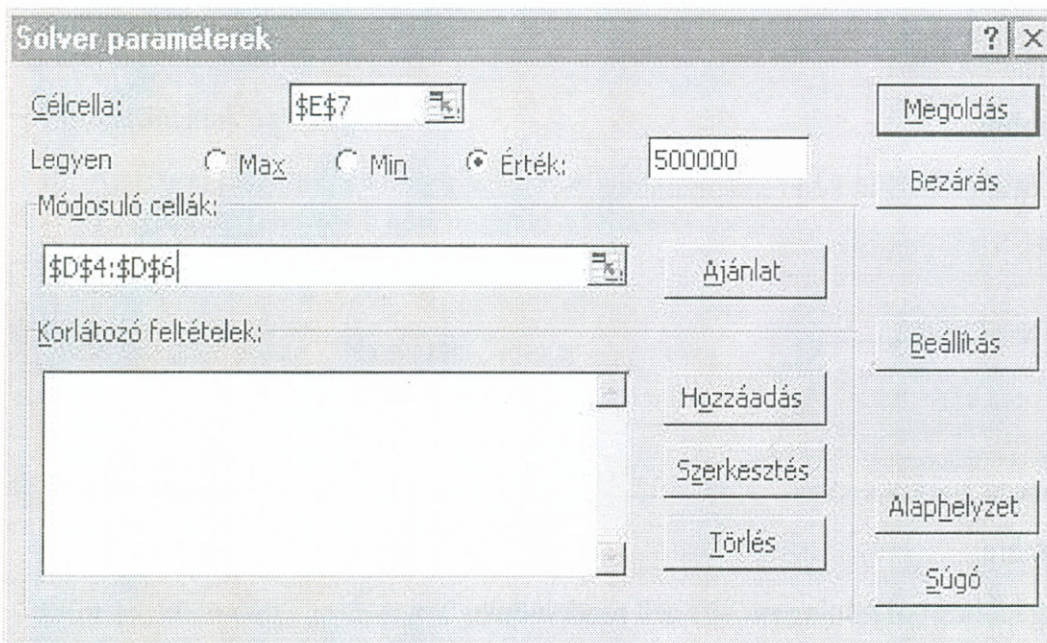 Solver paraméterek ? ×
Célcella: $E$7 Megoldás
Legyen Max Min Érték: 500000 Bezárás
Módosuló cellák:
$D$4:$D$6 Ajánlat
Korlátozó feltételek: Beállítás
Hozzáadás
Szerkesztés
Alaphelyzet
Törlés
Súgó